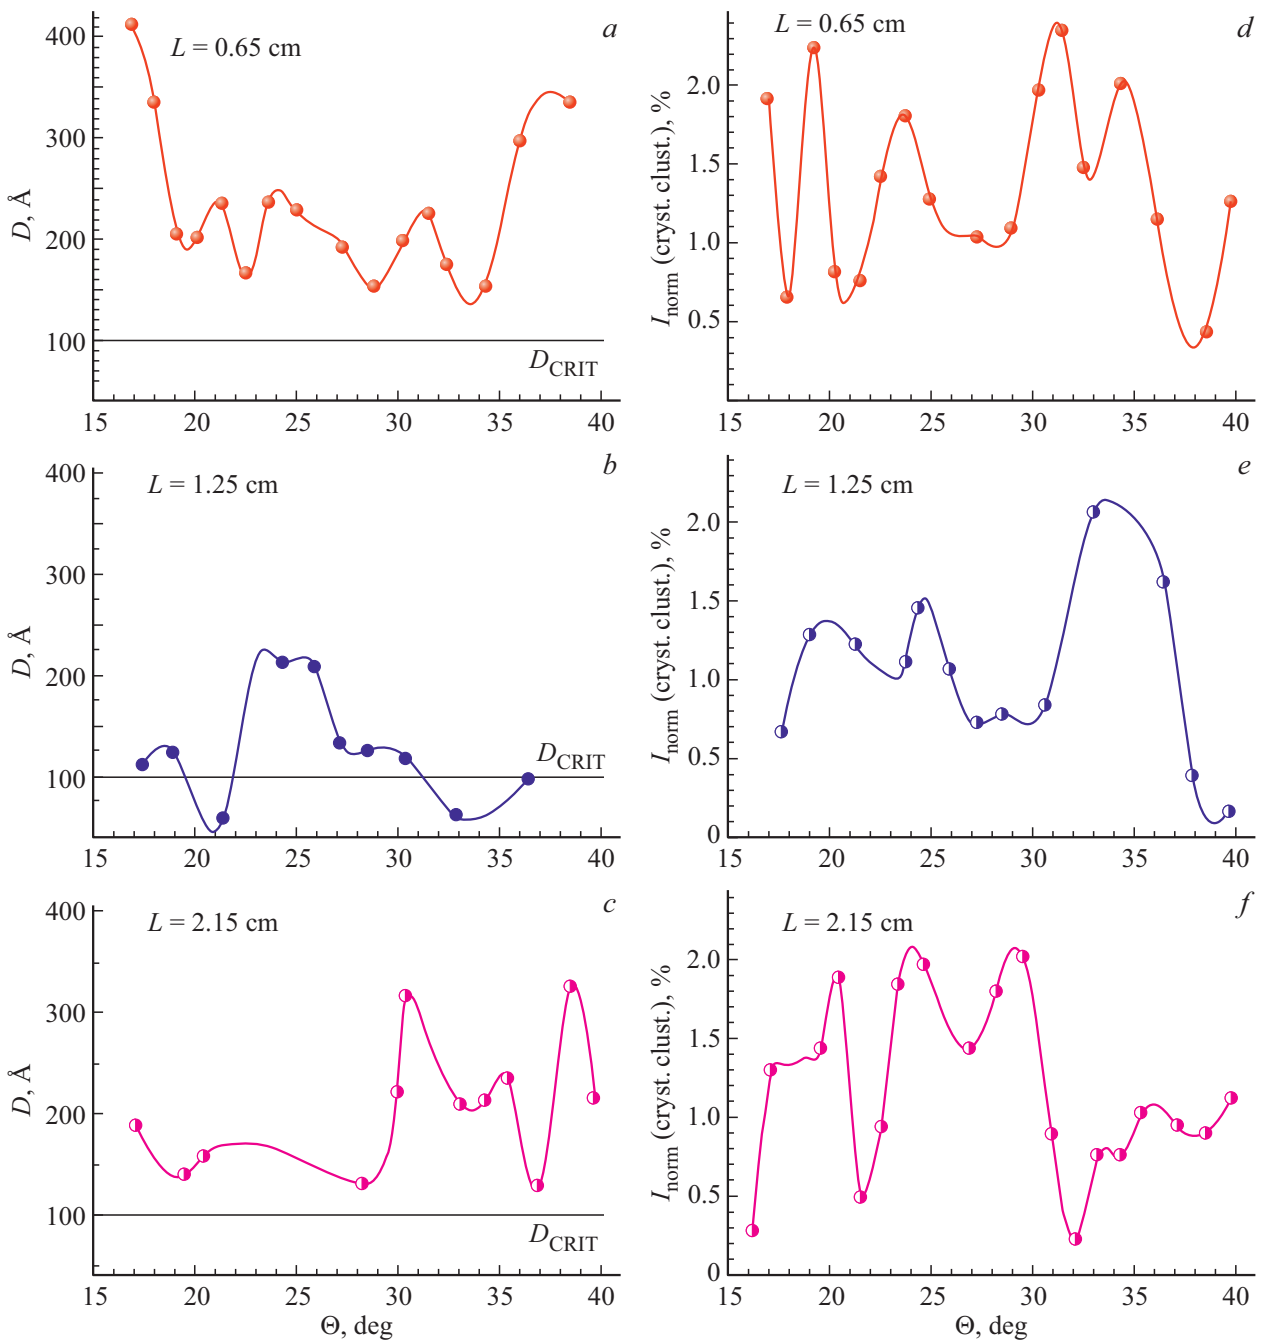 a
L = 0.65 cm
400
300
200
100
D, Å
D_CRIT
15 20 25 30 35 40
d
L = 0.65 cm
2.0
1.5
1.0
0.5
I_norm (cryst. clust.), %
15 20 25 30 35 40
b
L = 1.25 cm
400
300
200
100
D, Å
D_CRIT
15 20 25 30 35 40
e
L = 1.25 cm
2.0
1.5
1.0
0.5
0
I_norm (cryst. clust.), %
15 20 25 30 35 40
c
L = 2.15 cm
400
300
200
100
D, Å
D_CRIT
15 20 25 30 35 40
Θ, deg
f
L = 2.15 cm
2.0
1.5
1.0
0.5
0
I_norm (cryst. clust.), %
15 20 25 30 35 40
Θ, deg